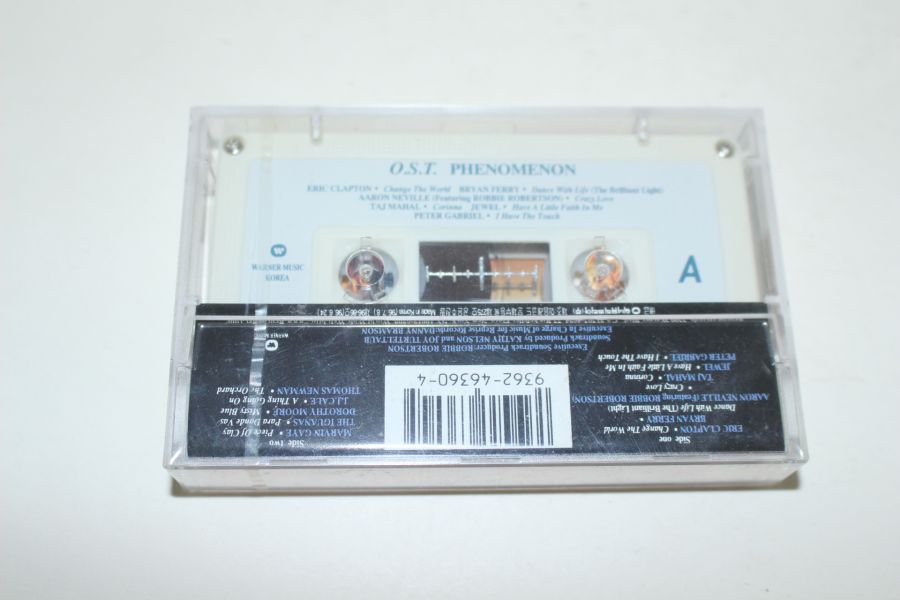 O.S.T. PHENOMENON
ERIC CLAPTON • Change The World BRYAN FERRY • Dance With Life (The Brilliant Light)
AARON NEVILLE (Featuring ROBBIE ROBERTSON) • Crazy Love
TAJ MAHAL • Corinna JEWEL • Have A Little Faith In Me
PETER GABRIEL • I Have The Touch
WARNER MUSIC
KOREA
A
Side one
ERIC CLAPTON • Change The World
BRYAN FERRY •
Dance With Life (The Brilliant Light)
AARON NEVILLE (Featuring ROBBIE ROBERTSON)
• Crazy Love
TAJ MAHAL • Corinna
JEWEL • Have A Little Faith In Me
PETER GABRIEL • I Have The Touch
Side two
MARVIN GAYE • Piece Of Clay
THE IGUANAS • Para Donde Vas
DOROTHY MOORE • Misty Blue
J.J. CALE • A Thing Going On
THOMAS NEWMAN • The Orchard
9362-46360-4
Executive Soundtrack Producer: ROBBIE ROBERTSON
Soundtrack Produced by KATHY NELSON and JOY TURTELTAUB
Executive In Charge of Music for Reprise Records: DANNY BRAMSON
Made in Korea